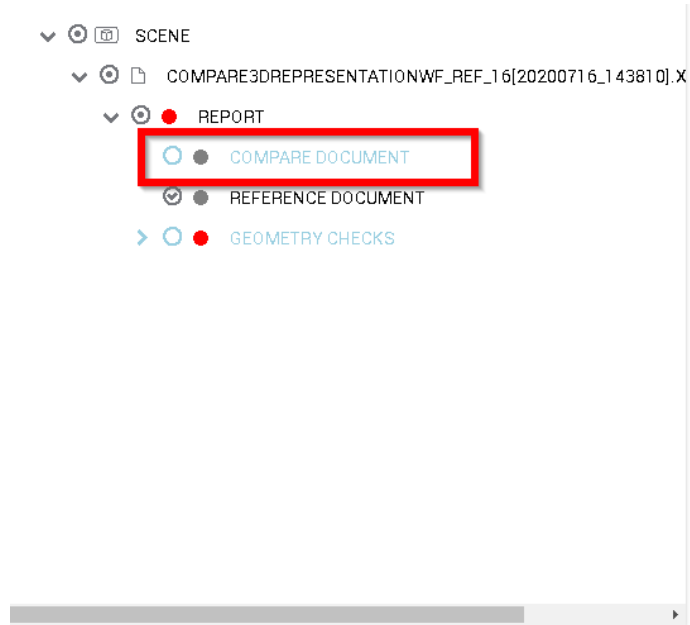 SCENE
COMPARE3DREPRESENTATIONWF_REF_16[20200716_143810].X
REPORT
COMPARE DOCUMENT
REFERENCE DOCUMENT
GEOMETRY CHECKS